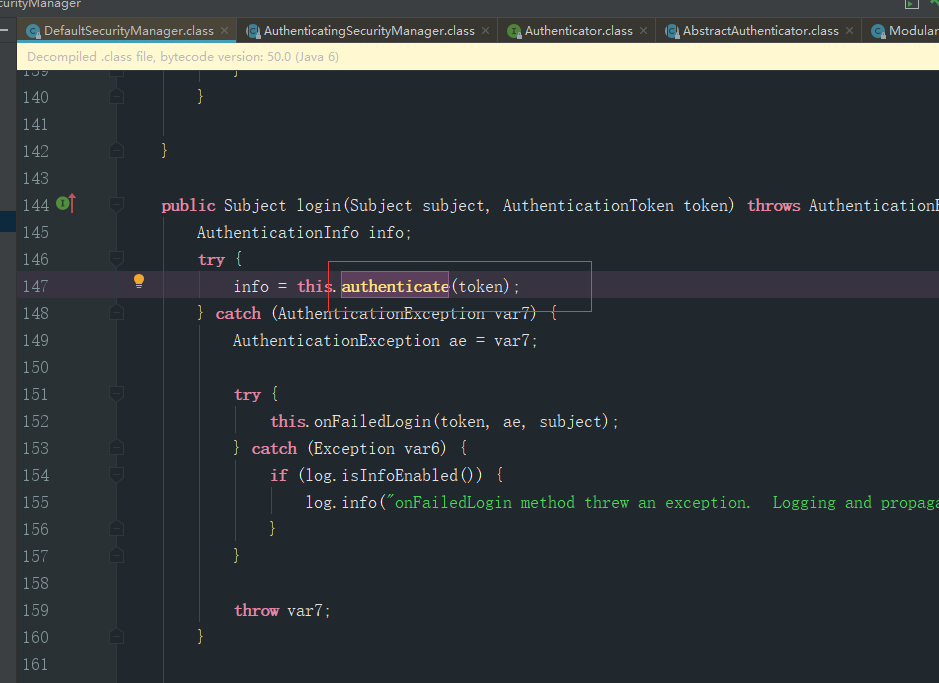 curityManager
DefaultSecurityManager.class AuthenticatingSecurityManager.class Authenticator.class AbstractAuthenticator.class Modular
Decompiled .class file, bytecode version: 50.0 (Java 6)
139 }
140 }
141
142 }
143
144 public Subject login(Subject subject, AuthenticationToken token) throws AuthenticationE
145 AuthenticationInfo info;
146 try {
147 info = this.authenticate(token);
148 } catch (AuthenticationException var7) {
149 AuthenticationException ae = var7;
150
151 try {
152 this.onFailedLogin(token, ae, subject);
153 } catch (Exception var6) {
154 if (log.isInfoEnabled()) {
155 log.info("onFailedLogin method threw an exception.  Logging and propaga
156 }
157 }
158
159 throw var7;
160 }
161